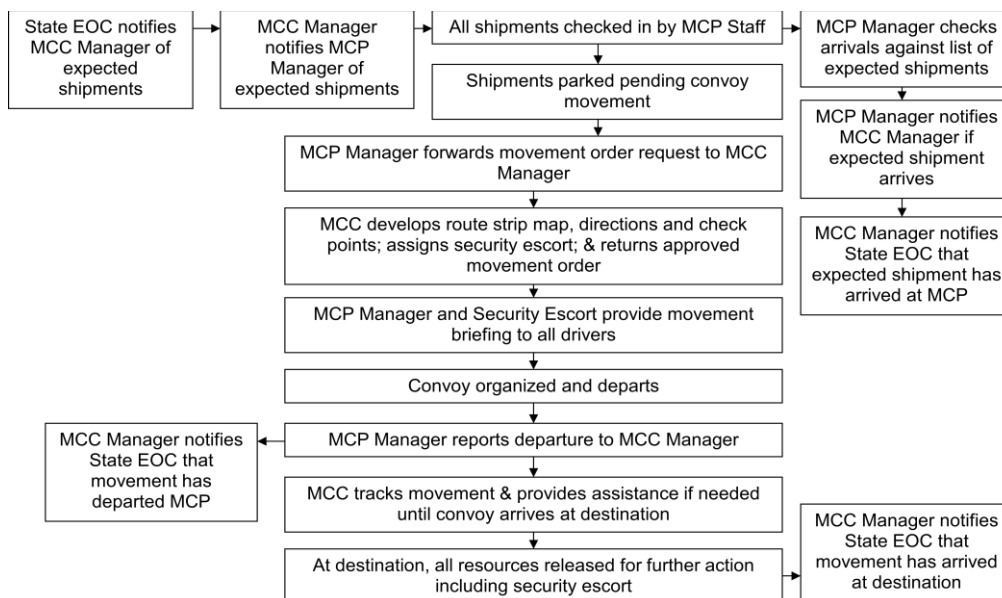 State EOC notifies
MCC Manager of
expected
shipments
MCC Manager
notifies MCP
Manager of
expected shipments
All shipments checked in by MCP Staff
MCP Manager checks
arrivals against list of
expected shipments
Shipments parked pending convoy
movement
MCP Manager notifies
MCC Manager if
expected shipment
arrives
MCP Manager forwards movement order request to MCC
Manager
MCC develops route strip map, directions and check
points; assigns security escort; & returns approved
movement order
MCC Manager notifies
State EOC that
expected shipment has
arrived at MCP
MCP Manager and Security Escort provide movement
briefing to all drivers
Convoy organized and departs
MCP Manager reports departure to MCC Manager
MCC Manager notifies
State EOC that
movement has
departed MCP
MCC tracks movement & provides assistance if needed
until convoy arrives at destination
At destination, all resources released for further action
including security escort
MCC Manager notifies
State EOC that
movement has arrived
at destination